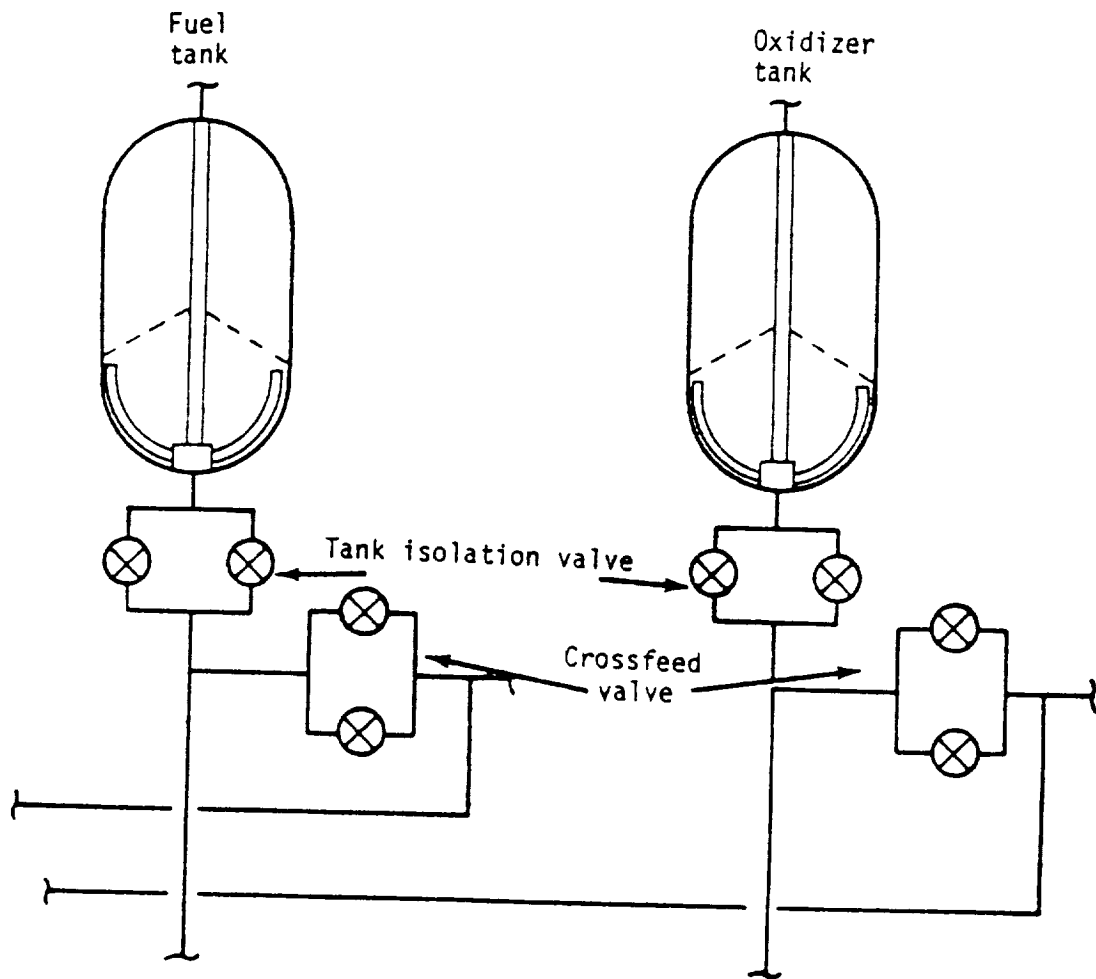 Fuel
tank
Oxidizer
tank
Tank isolation valve
Crossfeed
valve